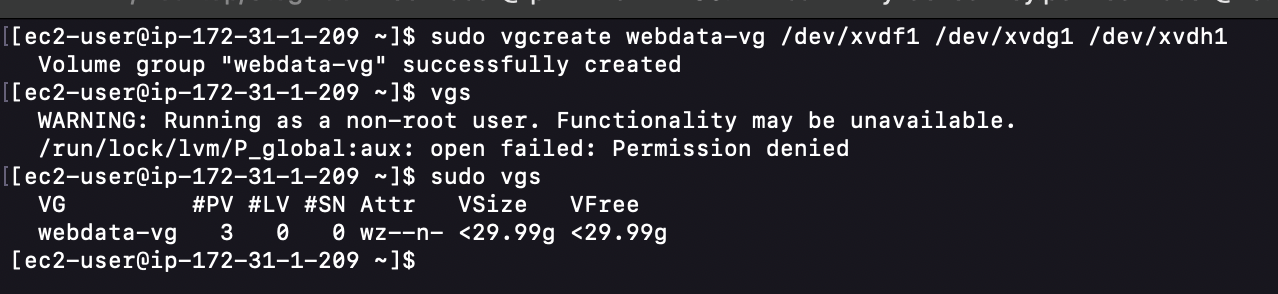 [ec2-user@ip-172-31-1-209 ~]$ sudo vgcreate webdata-vg /dev/xvdf1 /dev/xvdg1 /dev/xvdh1
  Volume group "webdata-vg" successfully created
[ec2-user@ip-172-31-1-209 ~]$ vgs
  WARNING: Running as a non-root user. Functionality may be unavailable.
  /run/lock/lvm/P_global:aux: open failed: Permission denied
[ec2-user@ip-172-31-1-209 ~]$ sudo vgs
  VG         #PV #LV #SN Attr   VSize   VFree
  webdata-vg   3   0   0 wz--n- <29.99g <29.99g
[ec2-user@ip-172-31-1-209 ~]$